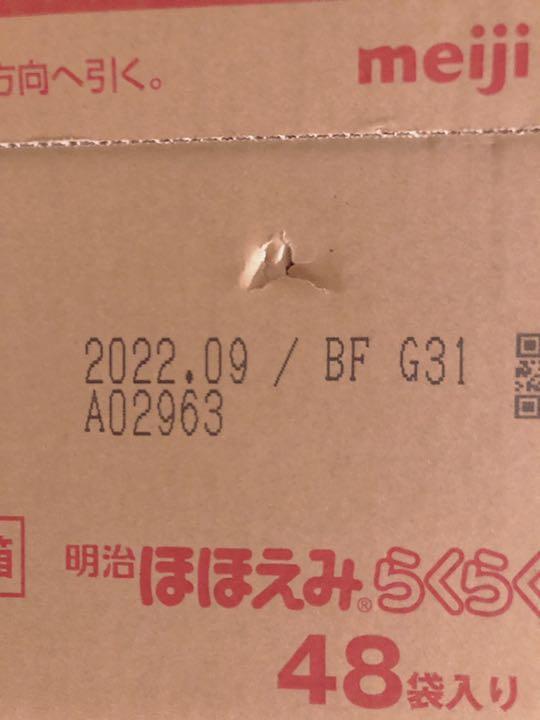 方向へ引く。
meiji
2022.09 / BF G31
A02963
明治ほほえみ®らくらく
48袋入り